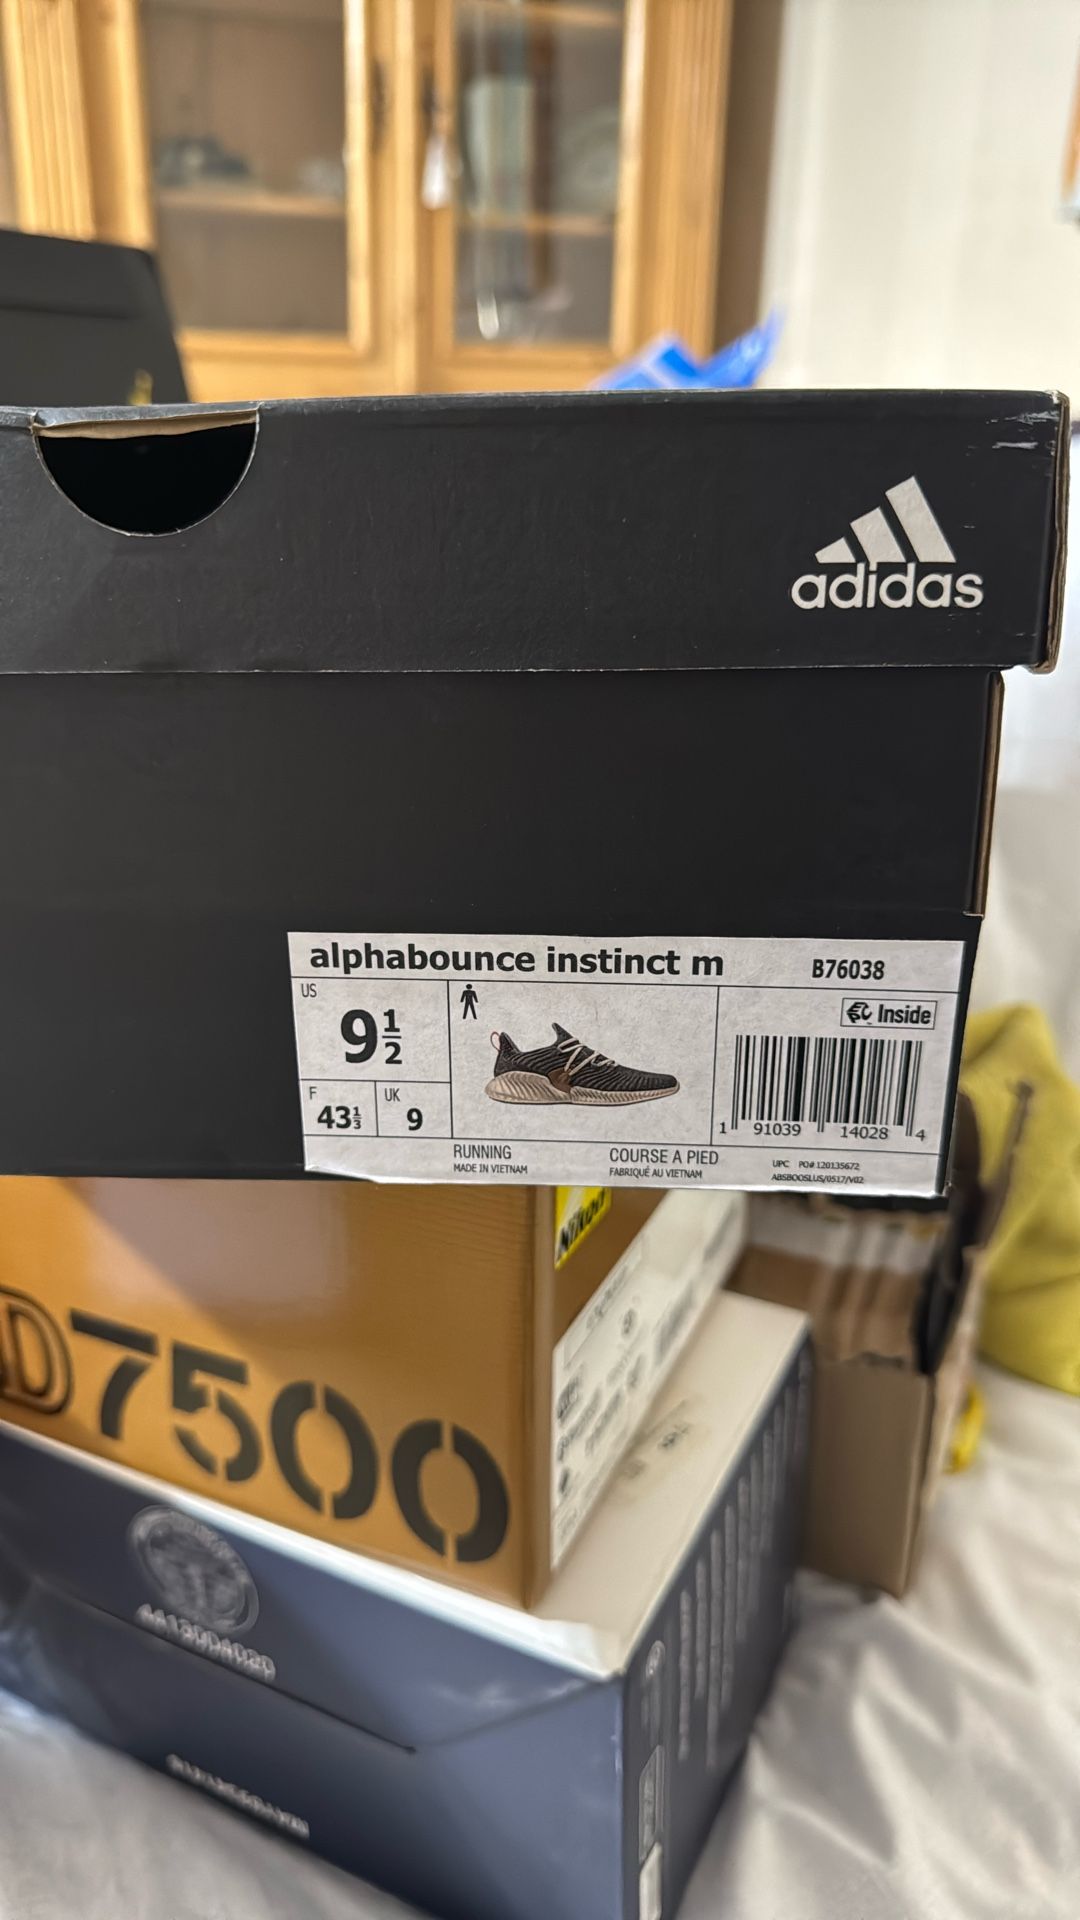 adidas
alphabounce instinct m
B76038
US
9½
F
43⅓
UK
9
Inside
1 91039 14028 4
RUNNING
MADE IN VIETNAM
COURSE A PIED
FABRIQUÉ AU VIETNAM
UPC PO# 120135672
ABSBOOSLUS/0517/V02
Nikon
D7500